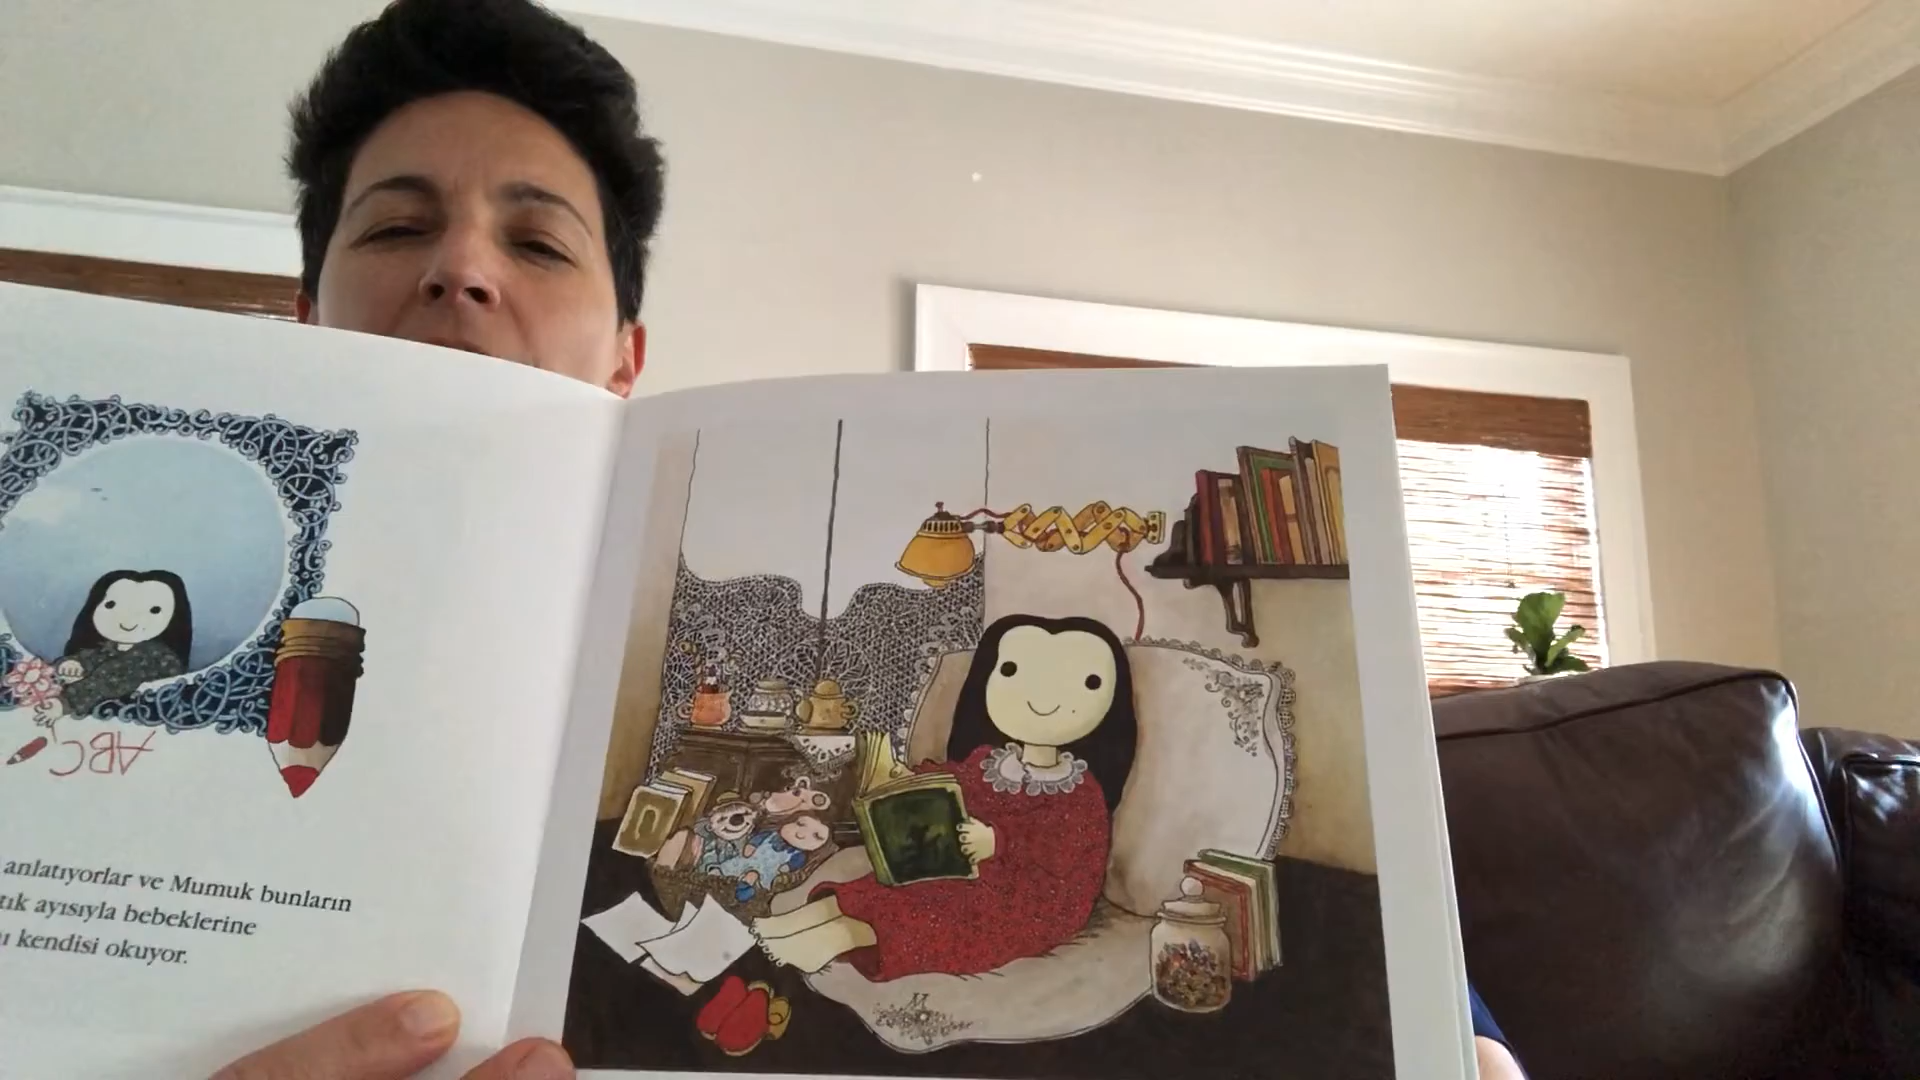 ABC
anlatıyorlar ve Mumuk bunların
ayısıyla bebeklerine
kendisi okuyor.
M